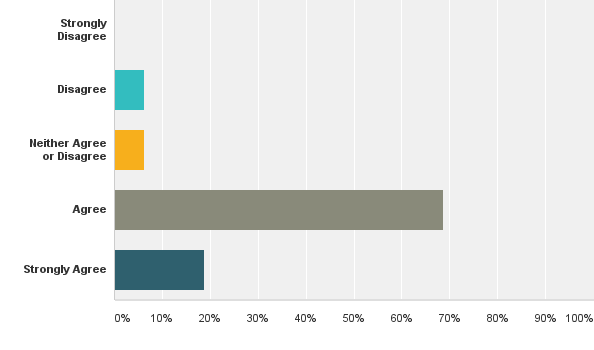 Strongly
Disagree
Disagree
Neither Agree
or Disagree
Agree
Strongly Agree
0% 10% 20% 30% 40% 50% 60% 70% 80% 90% 100%